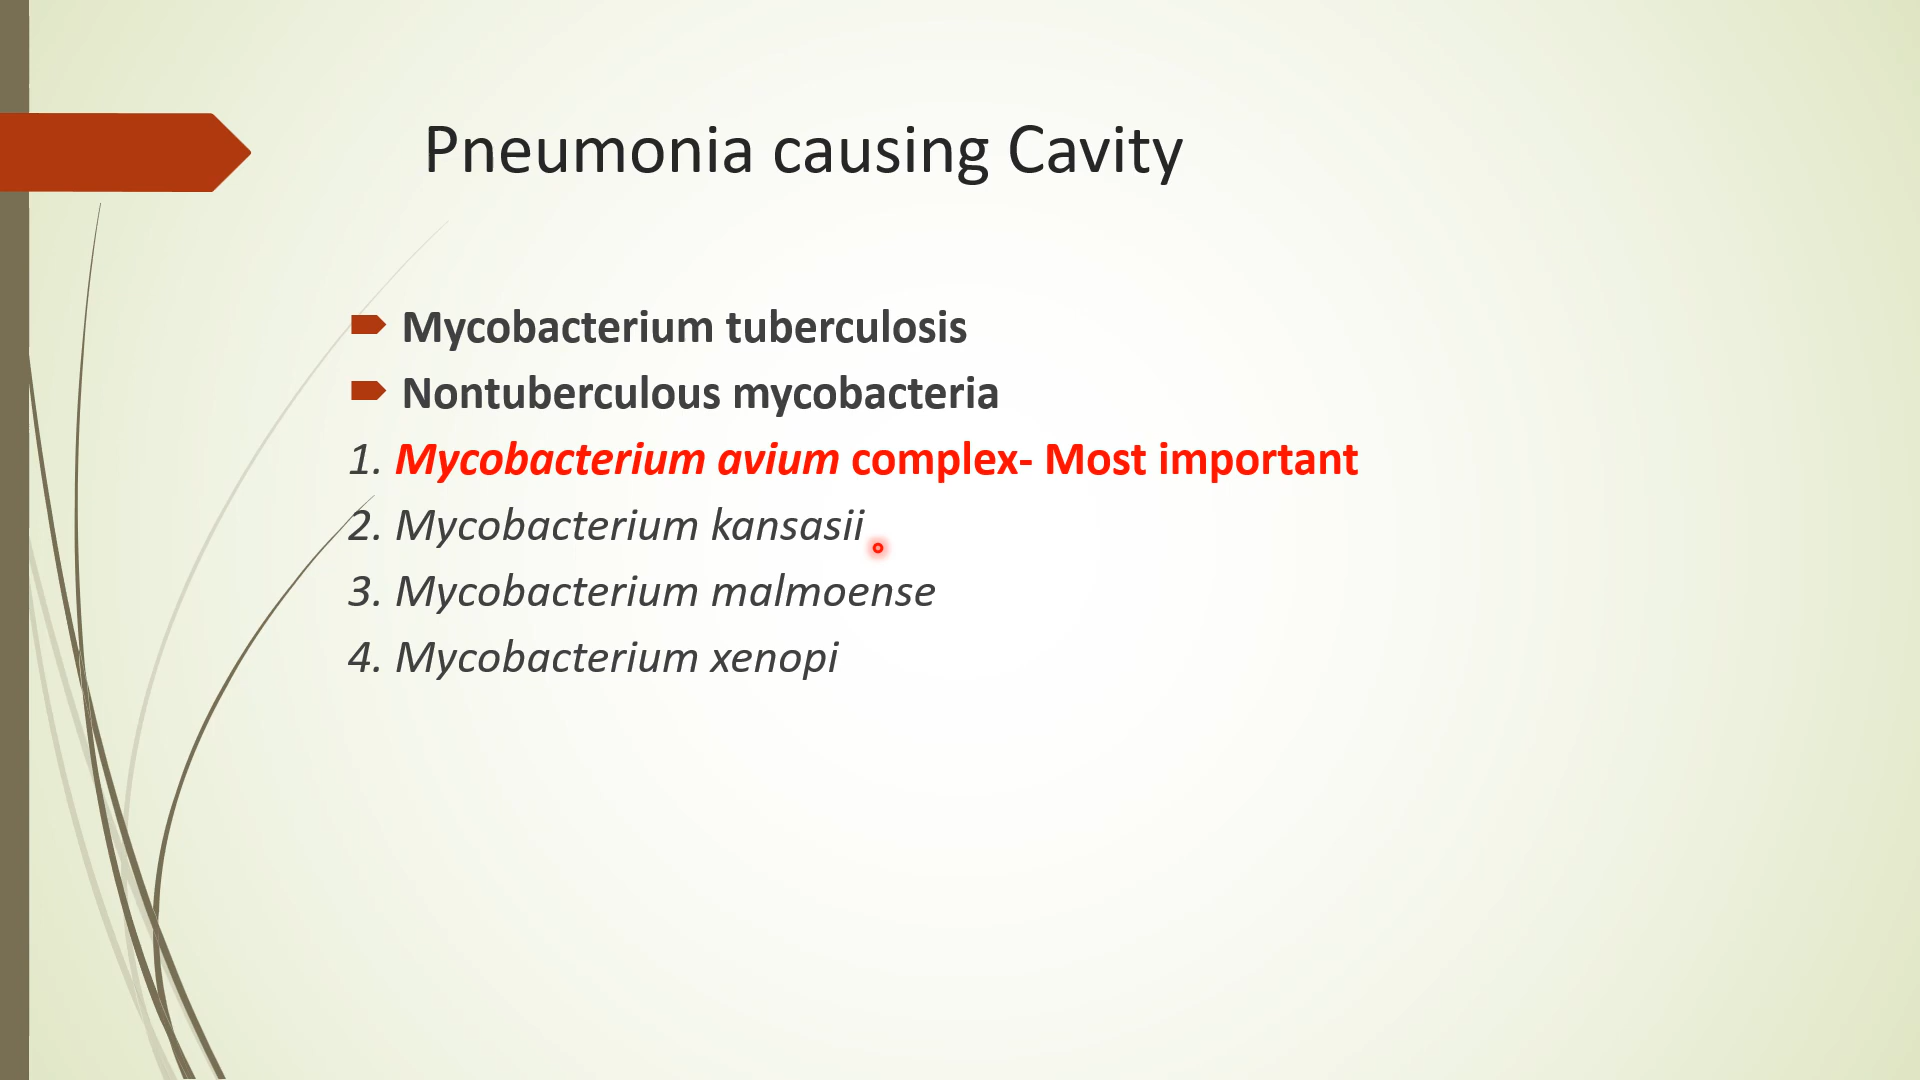 Pneumonia causing Cavity
Mycobacterium tuberculosis
Nontuberculous mycobacteria
1. Mycobacterium avium complex- Most important
2. Mycobacterium kansasii
3. Mycobacterium malmoense
4. Mycobacterium xenopi